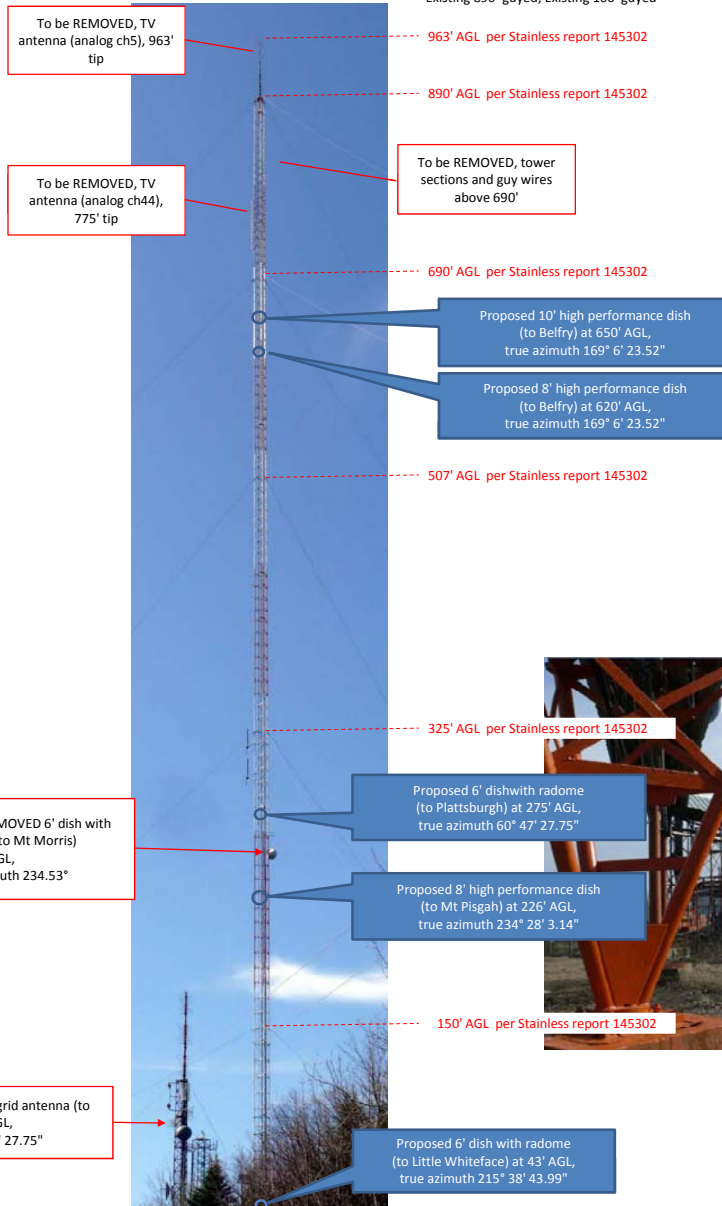 Existing 890' guyed, Existing 100' guyed
To be REMOVED, TV
antenna (analog ch5), 963'
tip
963' AGL per Stainless report 145302
890' AGL per Stainless report 145302
To be REMOVED, tower
sections and guy wires
above 690'
To be REMOVED, TV
antenna (analog ch44),
775' tip
690' AGL per Stainless report 145302
Proposed 10' high performance dish
(to Belfry) at 650' AGL,
true azimuth 169° 6' 23.52"
Proposed 8' high performance dish
(to Belfry) at 620' AGL,
true azimuth 169° 6' 23.52"
507' AGL per Stainless report 145302
325' AGL per Stainless report 145302
Proposed 6' dishwith radome
(to Plattsburgh) at 275' AGL,
true azimuth 60° 47' 27.75"
MOVED 6' dish with
to Mt Morris)
GL,
uth 234.53°
Proposed 8' high performance dish
(to Mt Pisgah) at 226' AGL,
true azimuth 234° 28' 3.14"
150' AGL per Stainless report 145302
grid antenna (to
GL,
' 27.75"
Proposed 6' dish with radome
(to Little Whiteface) at 43' AGL,
true azimuth 215° 38' 43.99"